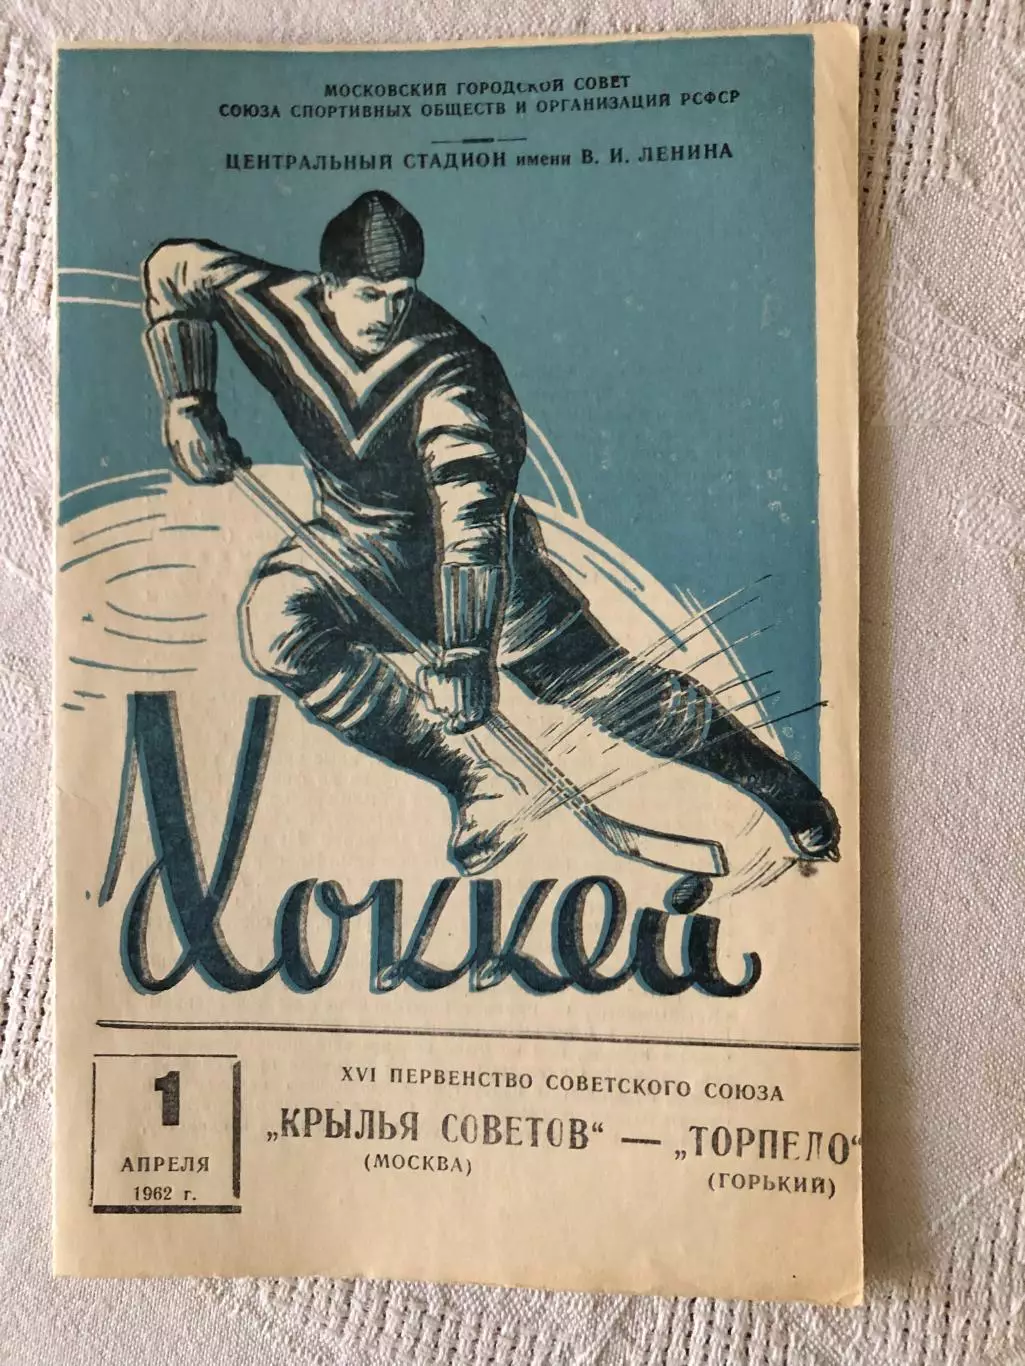 МОСКОВСКИЙ ГОРОДСКОЙ СОВЕТ
СОЮЗА СПОРТИВНЫХ ОБЩЕСТВ И ОРГАНИЗАЦИЙ РСФСР
ЦЕНТРАЛЬНЫЙ СТАДИОН имени В. И. ЛЕНИНА
Хоккей
1
АПРЕЛЯ
1962 г.
XVI ПЕРВЕНСТВО СОВЕТСКОГО СОЮЗА
„КРЫЛЬЯ СОВЕТОВ“ — „ТОРПЕДО“
(МОСКВА) (ГОРЬКИЙ)